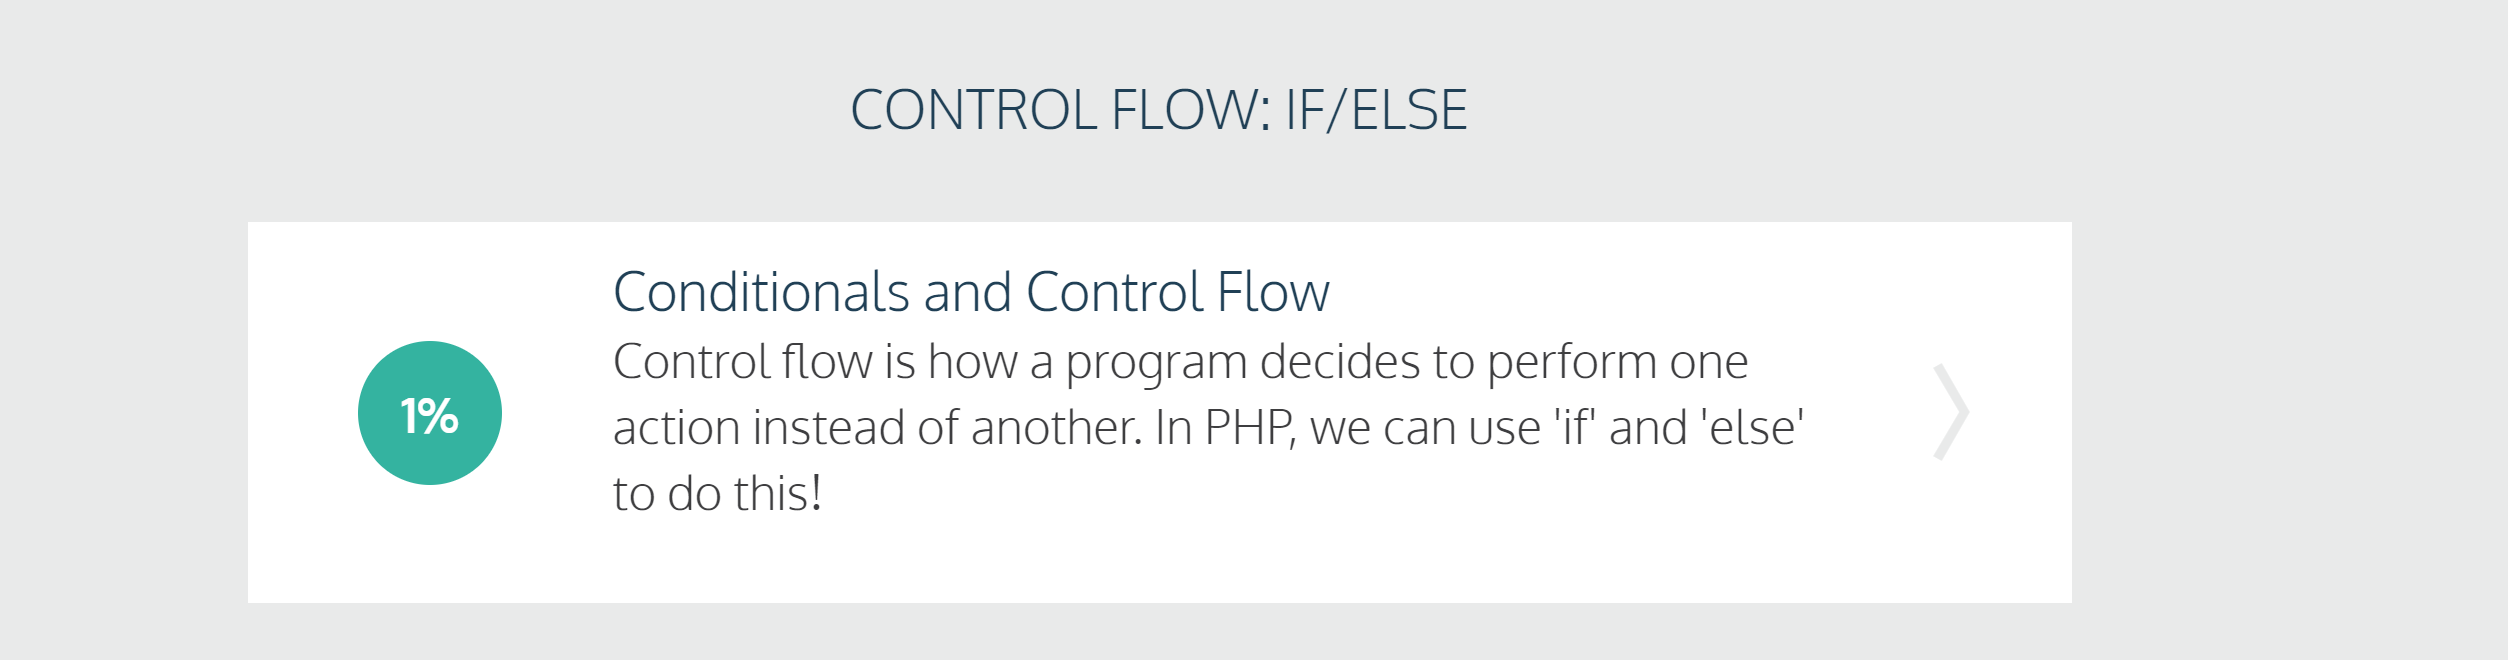 CONTROL FLOW: IF/ELSE
Conditionals and Control Flow
Control flow is how a program decides to perform one
action instead of another. In PHP, we can use 'if' and 'else'
to do this!
1%